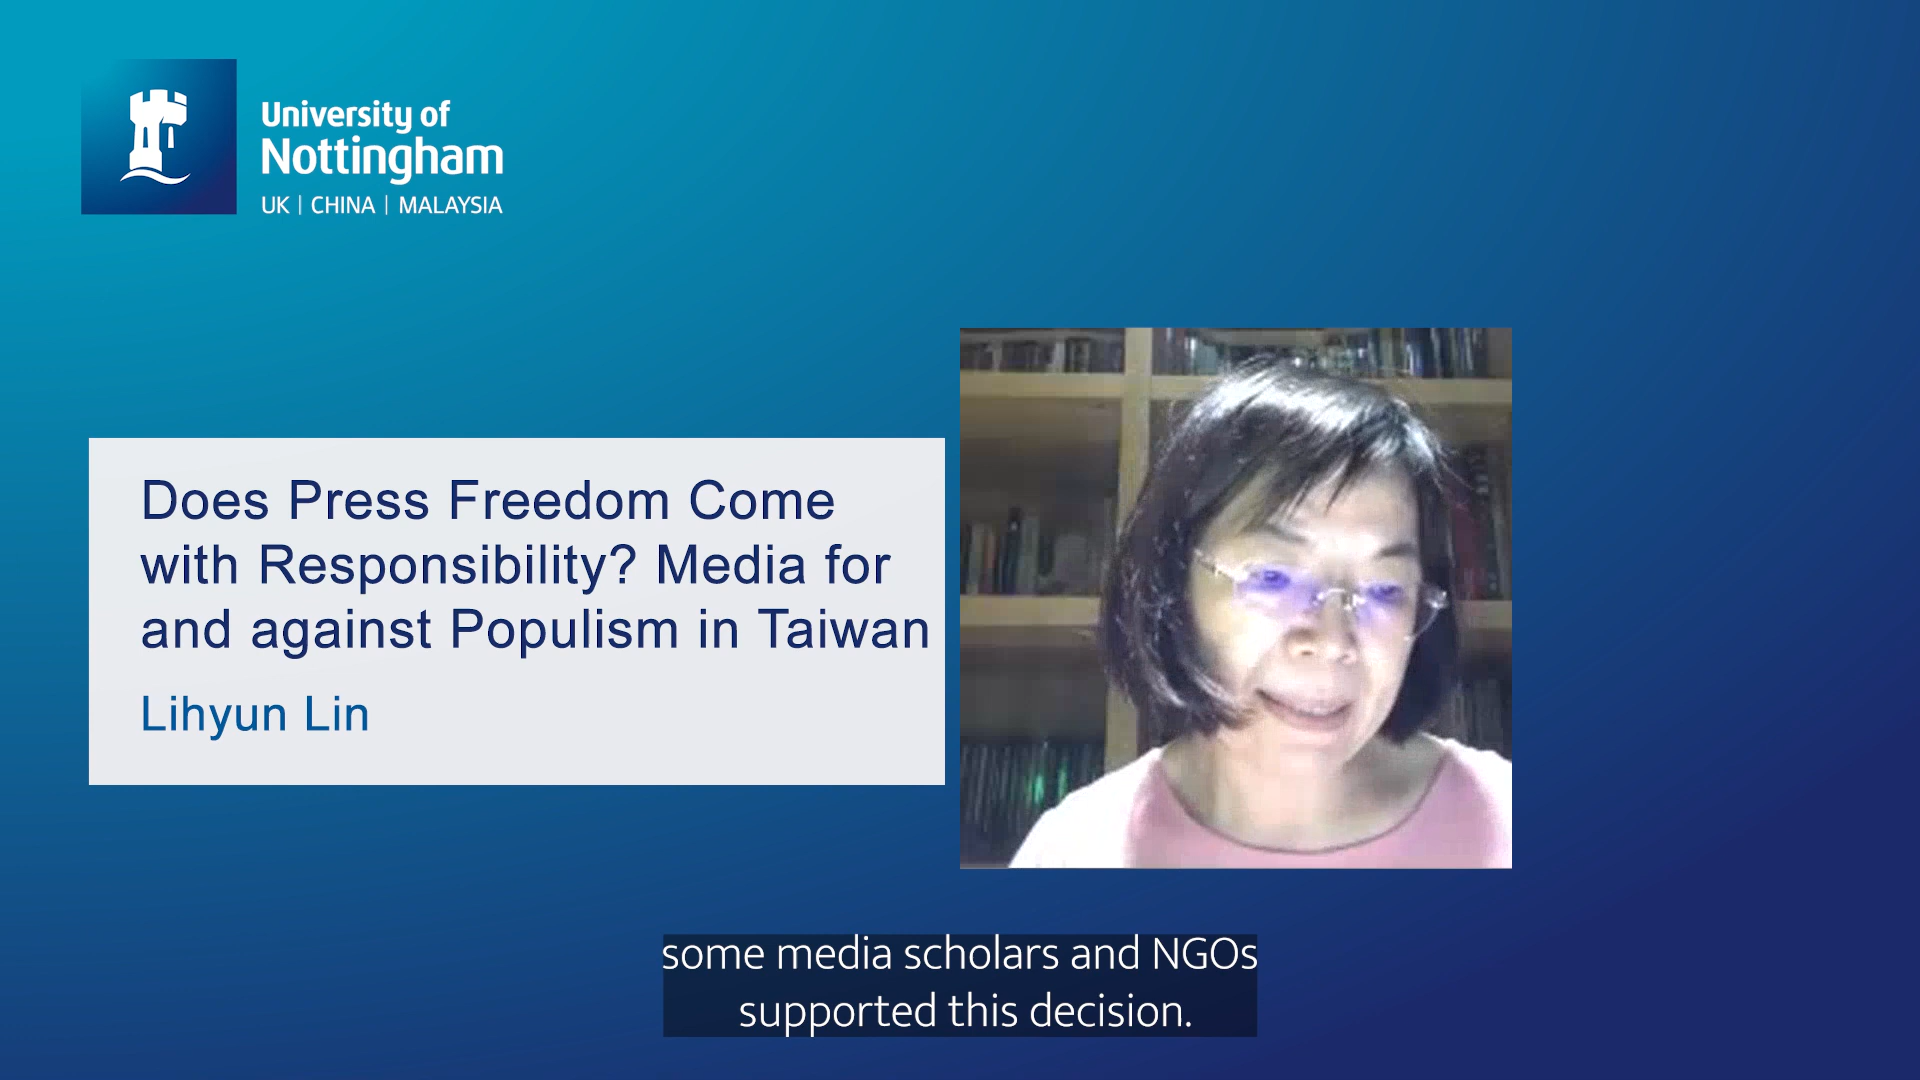 University of
Nottingham
UK | CHINA | MALAYSIA
Does Press Freedom Come
with Responsibility? Media for
and against Populism in Taiwan
Lihyun Lin
some media scholars and NGOs
supported this decision.